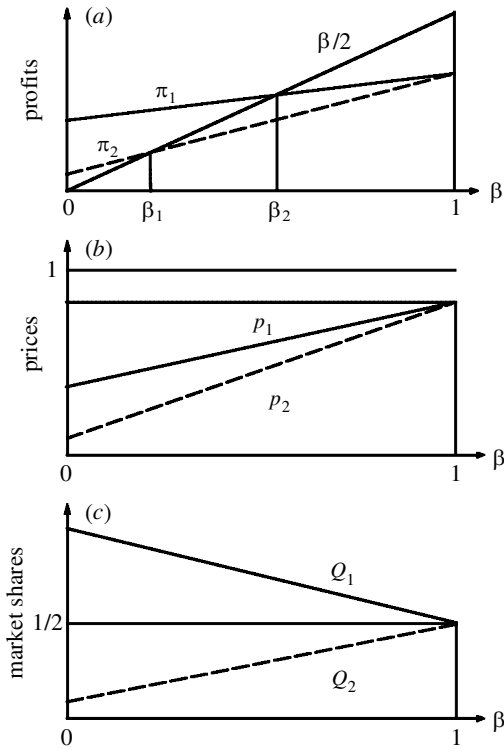 (a)
profits
β/2
π₁
π₂
0
β₁
β₂
1
β
(b)
1
prices
p₁
p₂
0
1
β
(c)
market shares
1/2
Q₁
Q₂
0
1
β